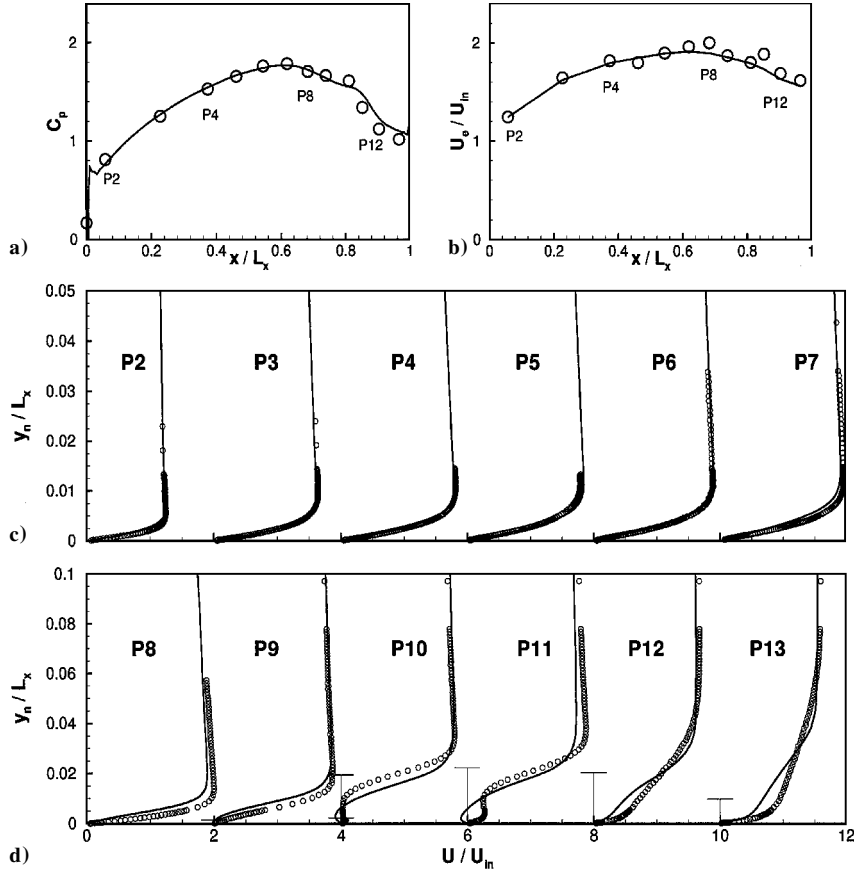 2
1
0
C_p
P2
P4
P8
P12
0
0.2
0.4
0.6
0.8
1
x / L_x
a)
2
1
0
U_e / U_in
P2
P4
P8
P12
0
0.2
0.4
0.6
0.8
1
x / L_x
b)
0.05
0.04
0.03
0.02
0.01
0
y_n / L_x
P2
P3
P4
P5
P6
P7
c)
0.1
0.08
0.06
0.04
0.02
0
y_n / L_x
P8
P9
P10
P11
P12
P13
0
2
4
6
8
10
12
U / U_in
d)